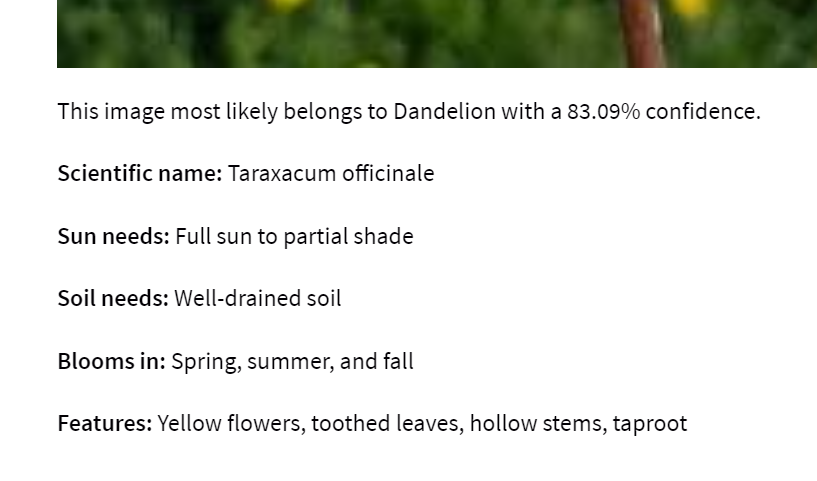 This image most likely belongs to Dandelion with a 83.09% confidence.
Scientific name: Taraxacum officinale
Sun needs: Full sun to partial shade
Soil needs: Well-drained soil
Blooms in: Spring, summer, and fall
Features: Yellow flowers, toothed leaves, hollow stems, taproot